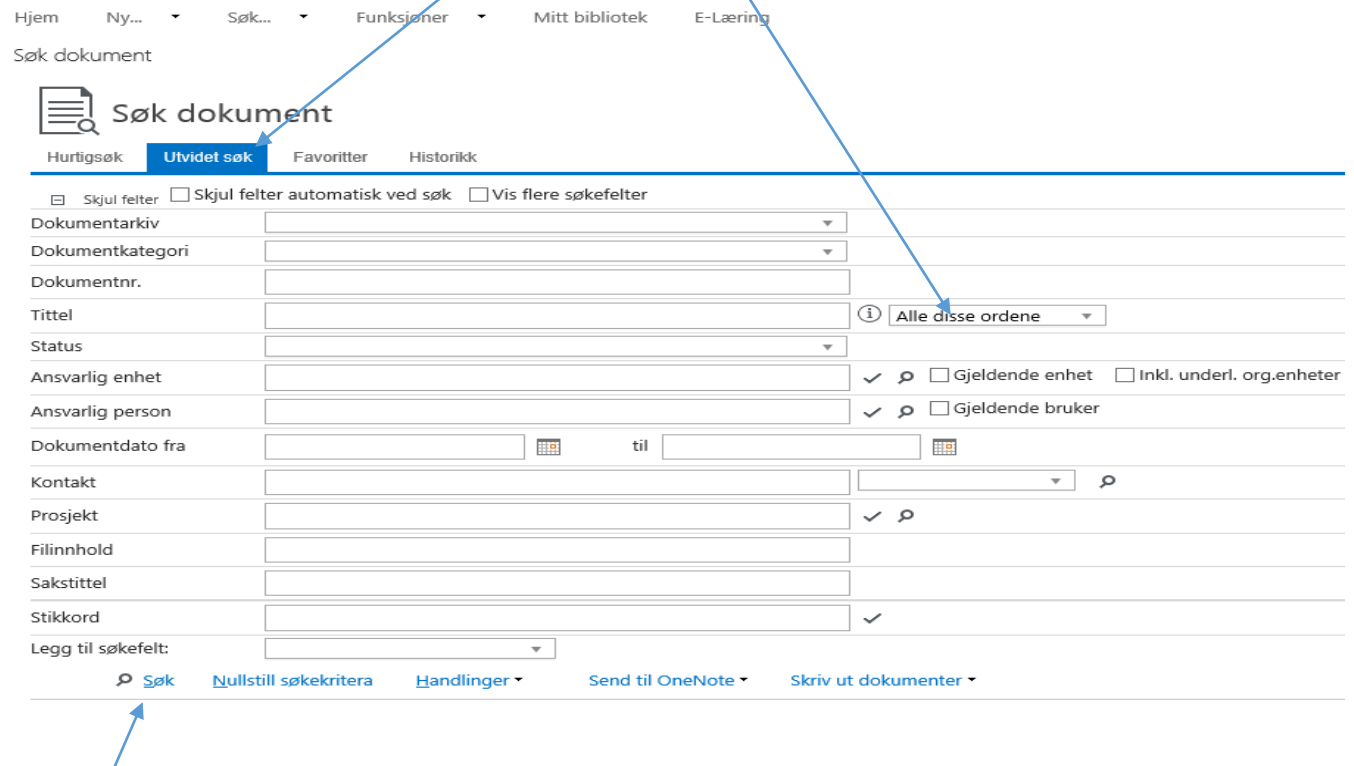 Hjem Ny... Søk... Funksjoner Mitt bibliotek E-Læring
Søk dokument
Søk dokument
Hurtigsøk Utvidet søk Favoritter Historikk
Skjul felter Skjul felter automatisk ved søk Vis flere søkefelter
Dokumentarkiv
Dokumentkategori
Dokumentnr.
Tittel Alle disse ordene
Status
Ansvarlig enhet Gjeldende enhet Inkl. underl. org.enheter
Ansvarlig person Gjeldende bruker
Dokumentdato fra til
Kontakt
Prosjekt
Filinnhold
Sakstittel
Stikkord
Legg til søkefelt:
Søk Nullstill søkekritera Handlinger Send til OneNote Skriv ut dokumenter